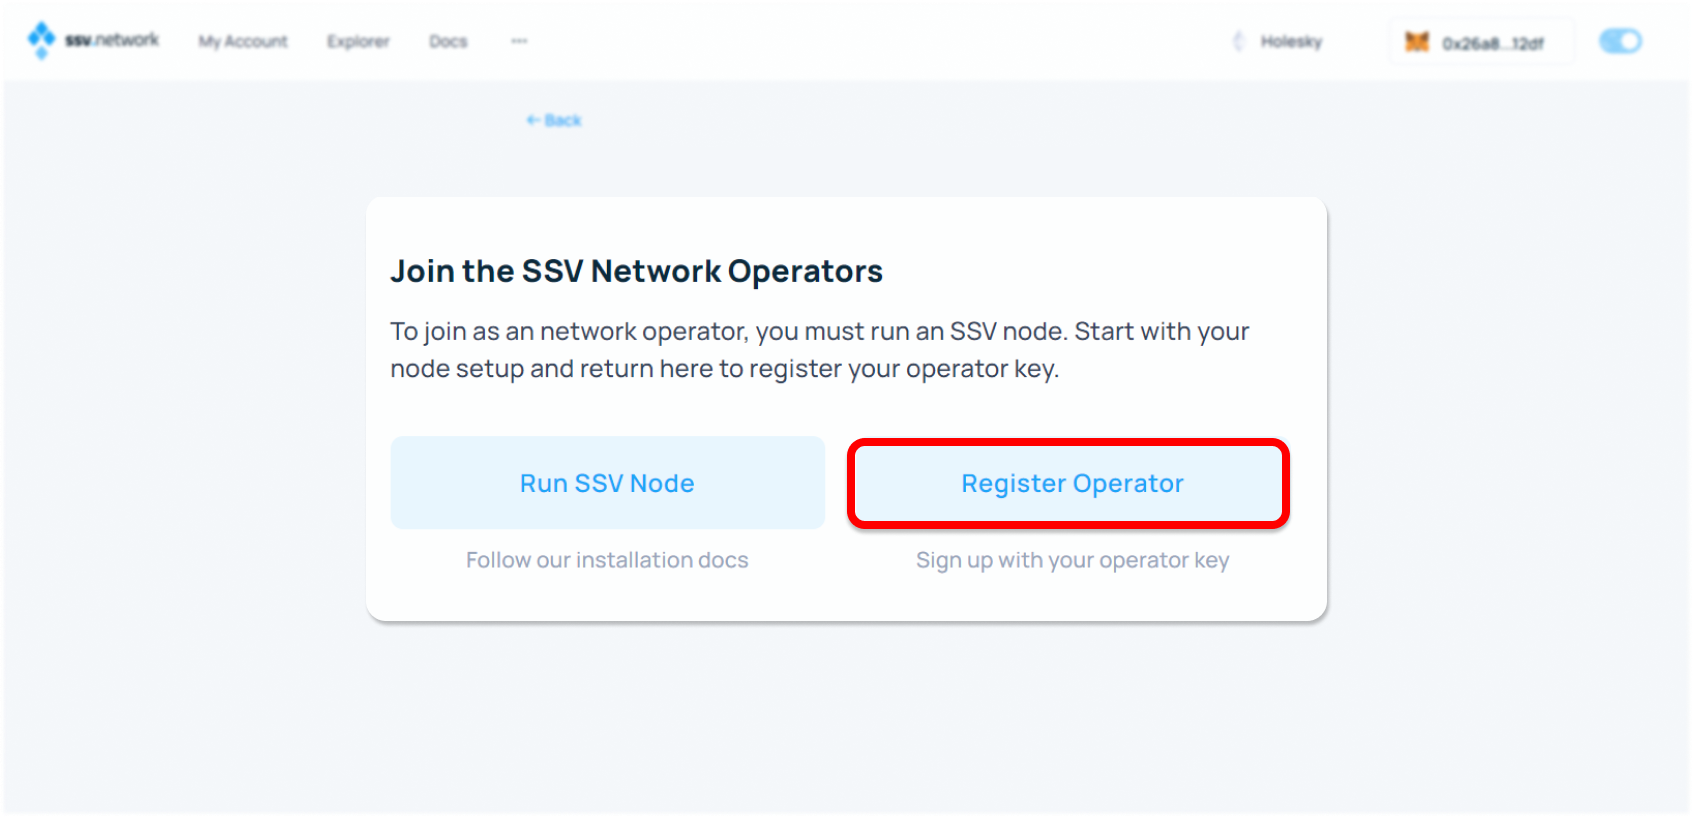 ssv.network My Account Explorer Docs ... Holesky 0x26a8...12df
← Back
Join the SSV Network Operators
To join as an network operator, you must run an SSV node. Start with your
node setup and return here to register your operator key.
Run SSV Node Register Operator
Follow our installation docs Sign up with your operator key